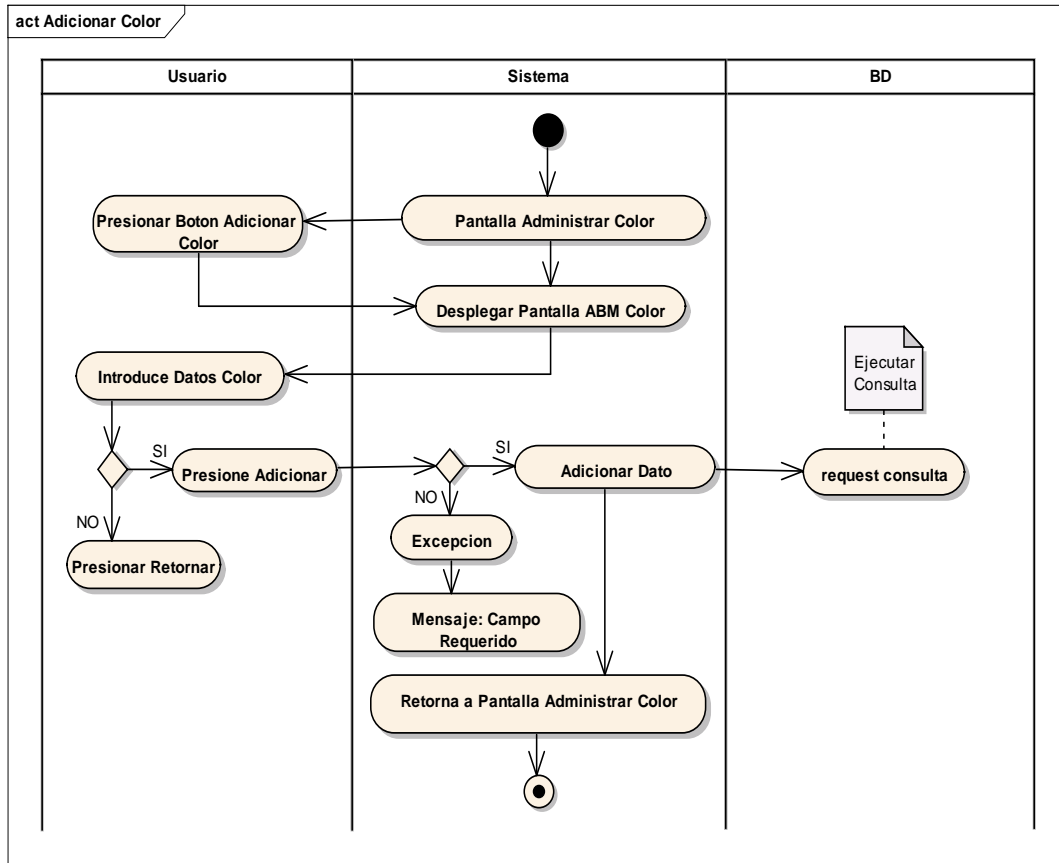 act Adicionar Color
Usuario
Sistema
BD
Presionar Boton Adicionar
Color
Pantalla Administrar Color
Desplegar Pantalla ABM Color
Ejecutar
Consulta
Introduce Datos Color
SI
Presione Adicionar
SI
Adicionar Dato
request consulta
NO
NO
Excepcion
Presionar Retornar
Mensaje: Campo
Requerido
Retorna a Pantalla Administrar Color